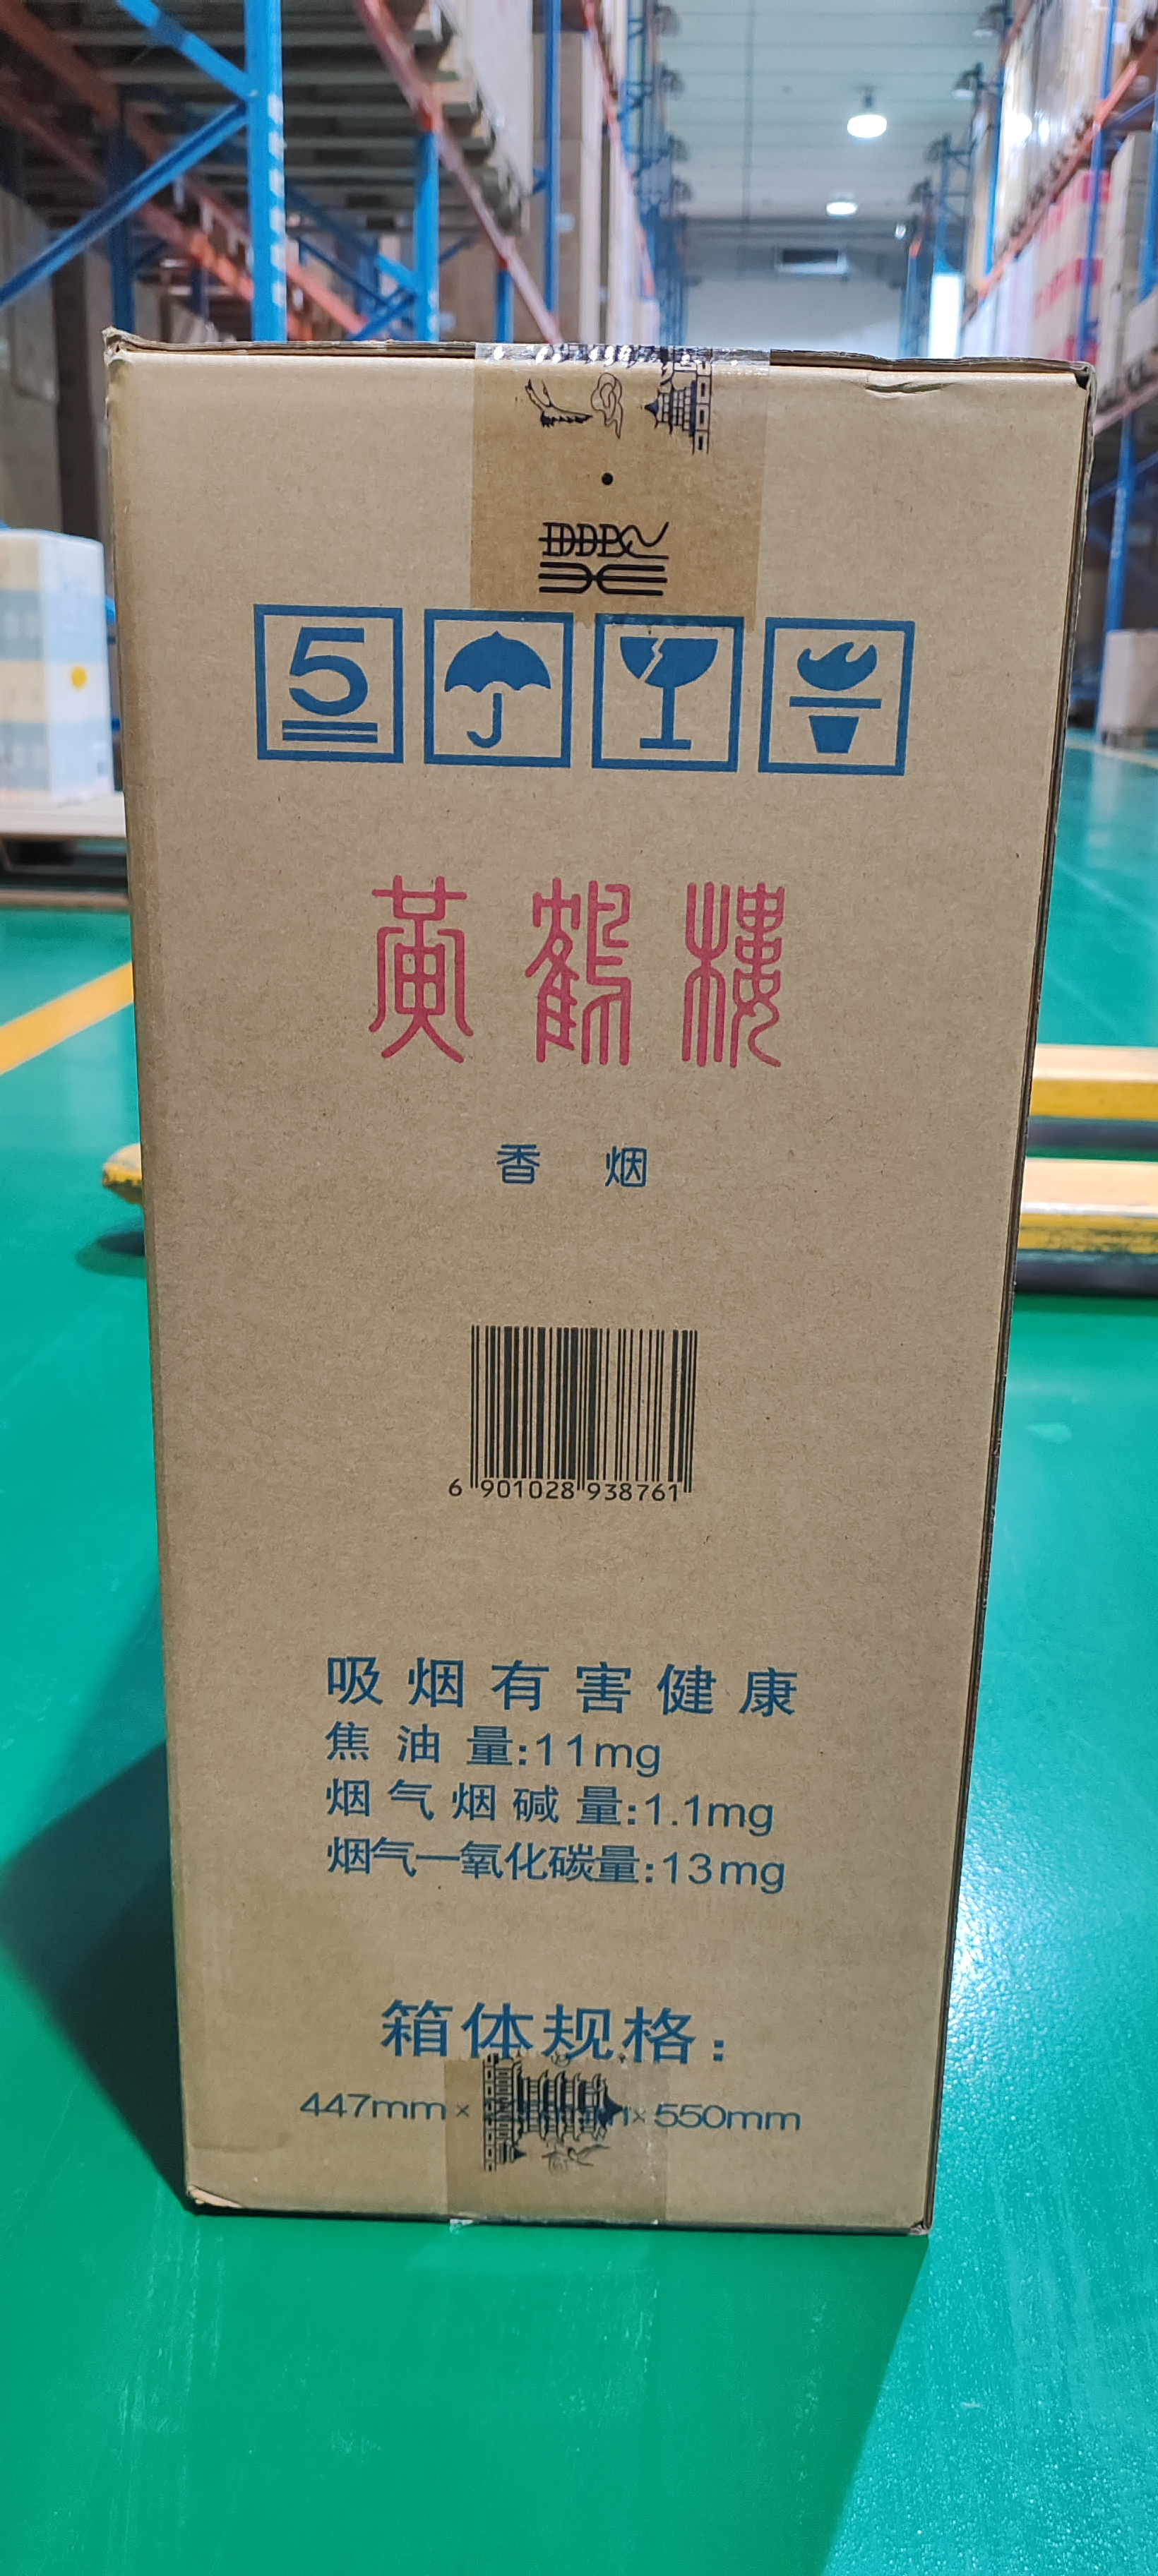 5
黄鹤楼
香烟
6 901028 938761
吸烟有害健康
焦油量:11mg
烟气烟碱量:1.1mg
烟气一氧化碳量:13mg
箱体规格:
447mm× ×550mm